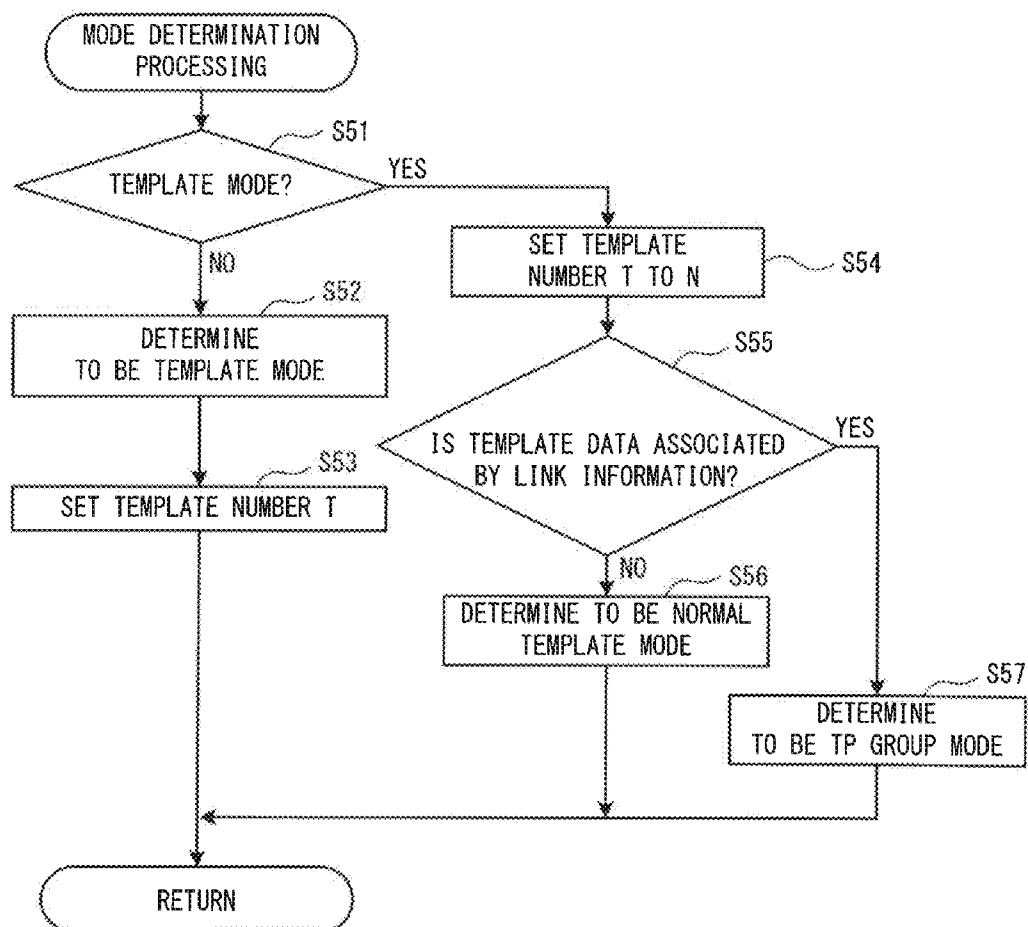 MODE DETERMINATION
PROCESSING
S51
TEMPLATE MODE?
YES
NO
S52
DETERMINE
TO BE TEMPLATE MODE
S53
SET TEMPLATE NUMBER T
SET TEMPLATE
NUMBER T TO N
S54
S55
IS TEMPLATE DATA ASSOCIATED
BY LINK INFORMATION?
YES
NO
S56
DETERMINE TO BE NORMAL
TEMPLATE MODE
S57
DETERMINE
TO BE TP GROUP MODE
RETURN